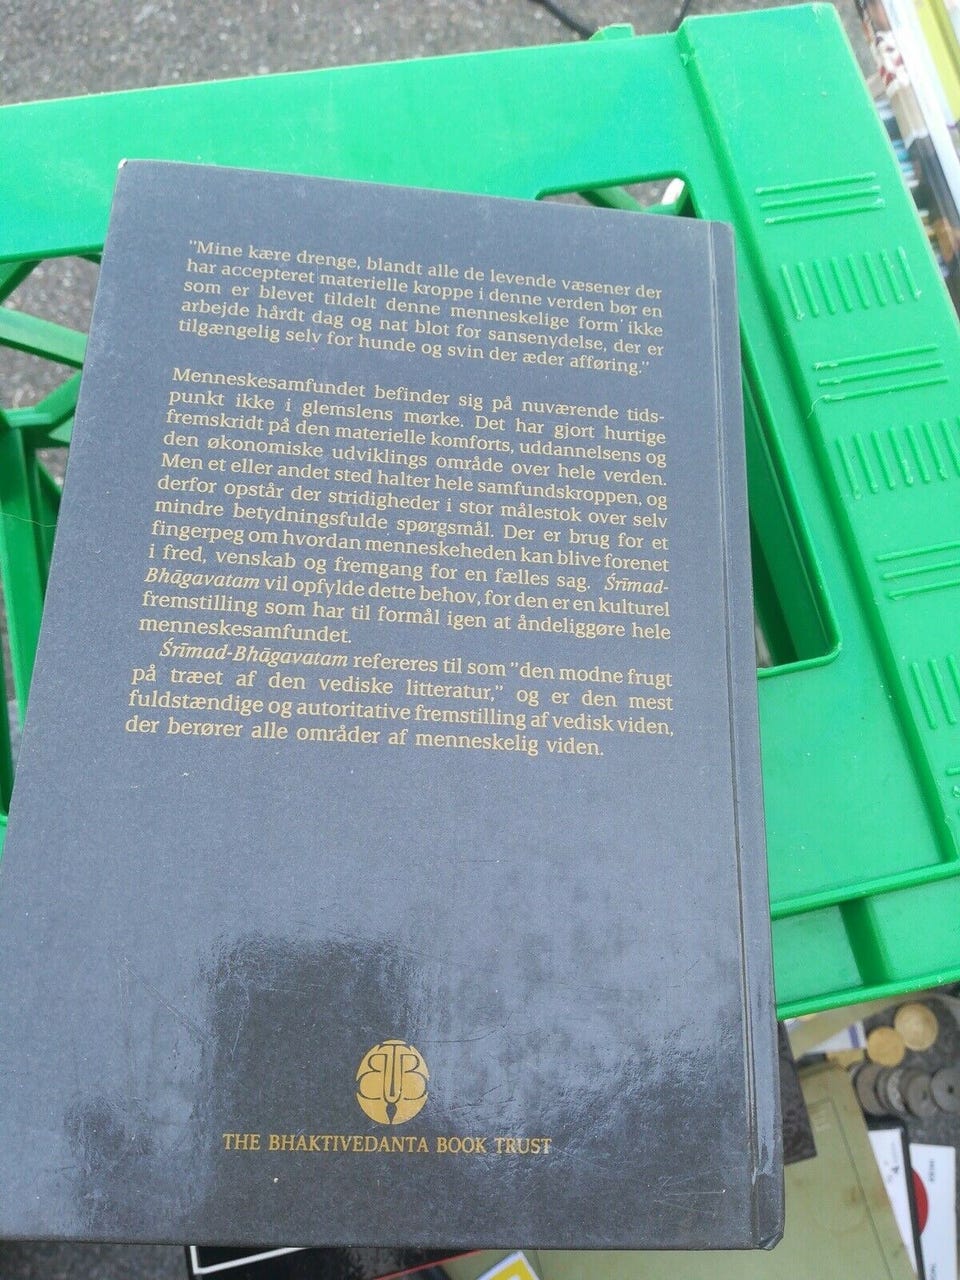 "Mine kære drenge, blandt alle de levende væsener der
har accepteret materielle kroppe i denne verden bør en
som er blevet tildelt denne menneskelige form ikke
arbejde hårdt dag og nat blot for sansenydelse, der er
tilgængelig selv for hunde og svin der æder afføring."
Menneskesamfundet befinder sig på nuværende tids-
punkt ikke i glemslens mørke. Det har gjort hurtige
fremskridt på den materielle komforts, uddannelsens og
den økonomiske udviklings område over hele verden.
Men et eller andet sted halter hele samfundskroppen, og
derfor opstår der stridigheder i stor målestok over selv
mindre betydningsfulde spørgsmål. Der er brug for et
fingerpeg om hvordan menneskeheden kan blive forenet
i fred, venskab og fremgang for en fælles sag. Śrīmad-
Bhāgavatam vil opfylde dette behov, for den er en kulturel
fremstilling som har til formål igen at åndeliggøre hele
menneskesamfundet.
Śrīmad-Bhāgavatam refereres til som "den modne frugt
på træet af den vediske litteratur," og er den mest
fuldstændige og autoritative fremstilling af vedisk viden,
der berører alle områder af menneskelig viden.
BTB
THE BHAKTIVEDANTA BOOK TRUST